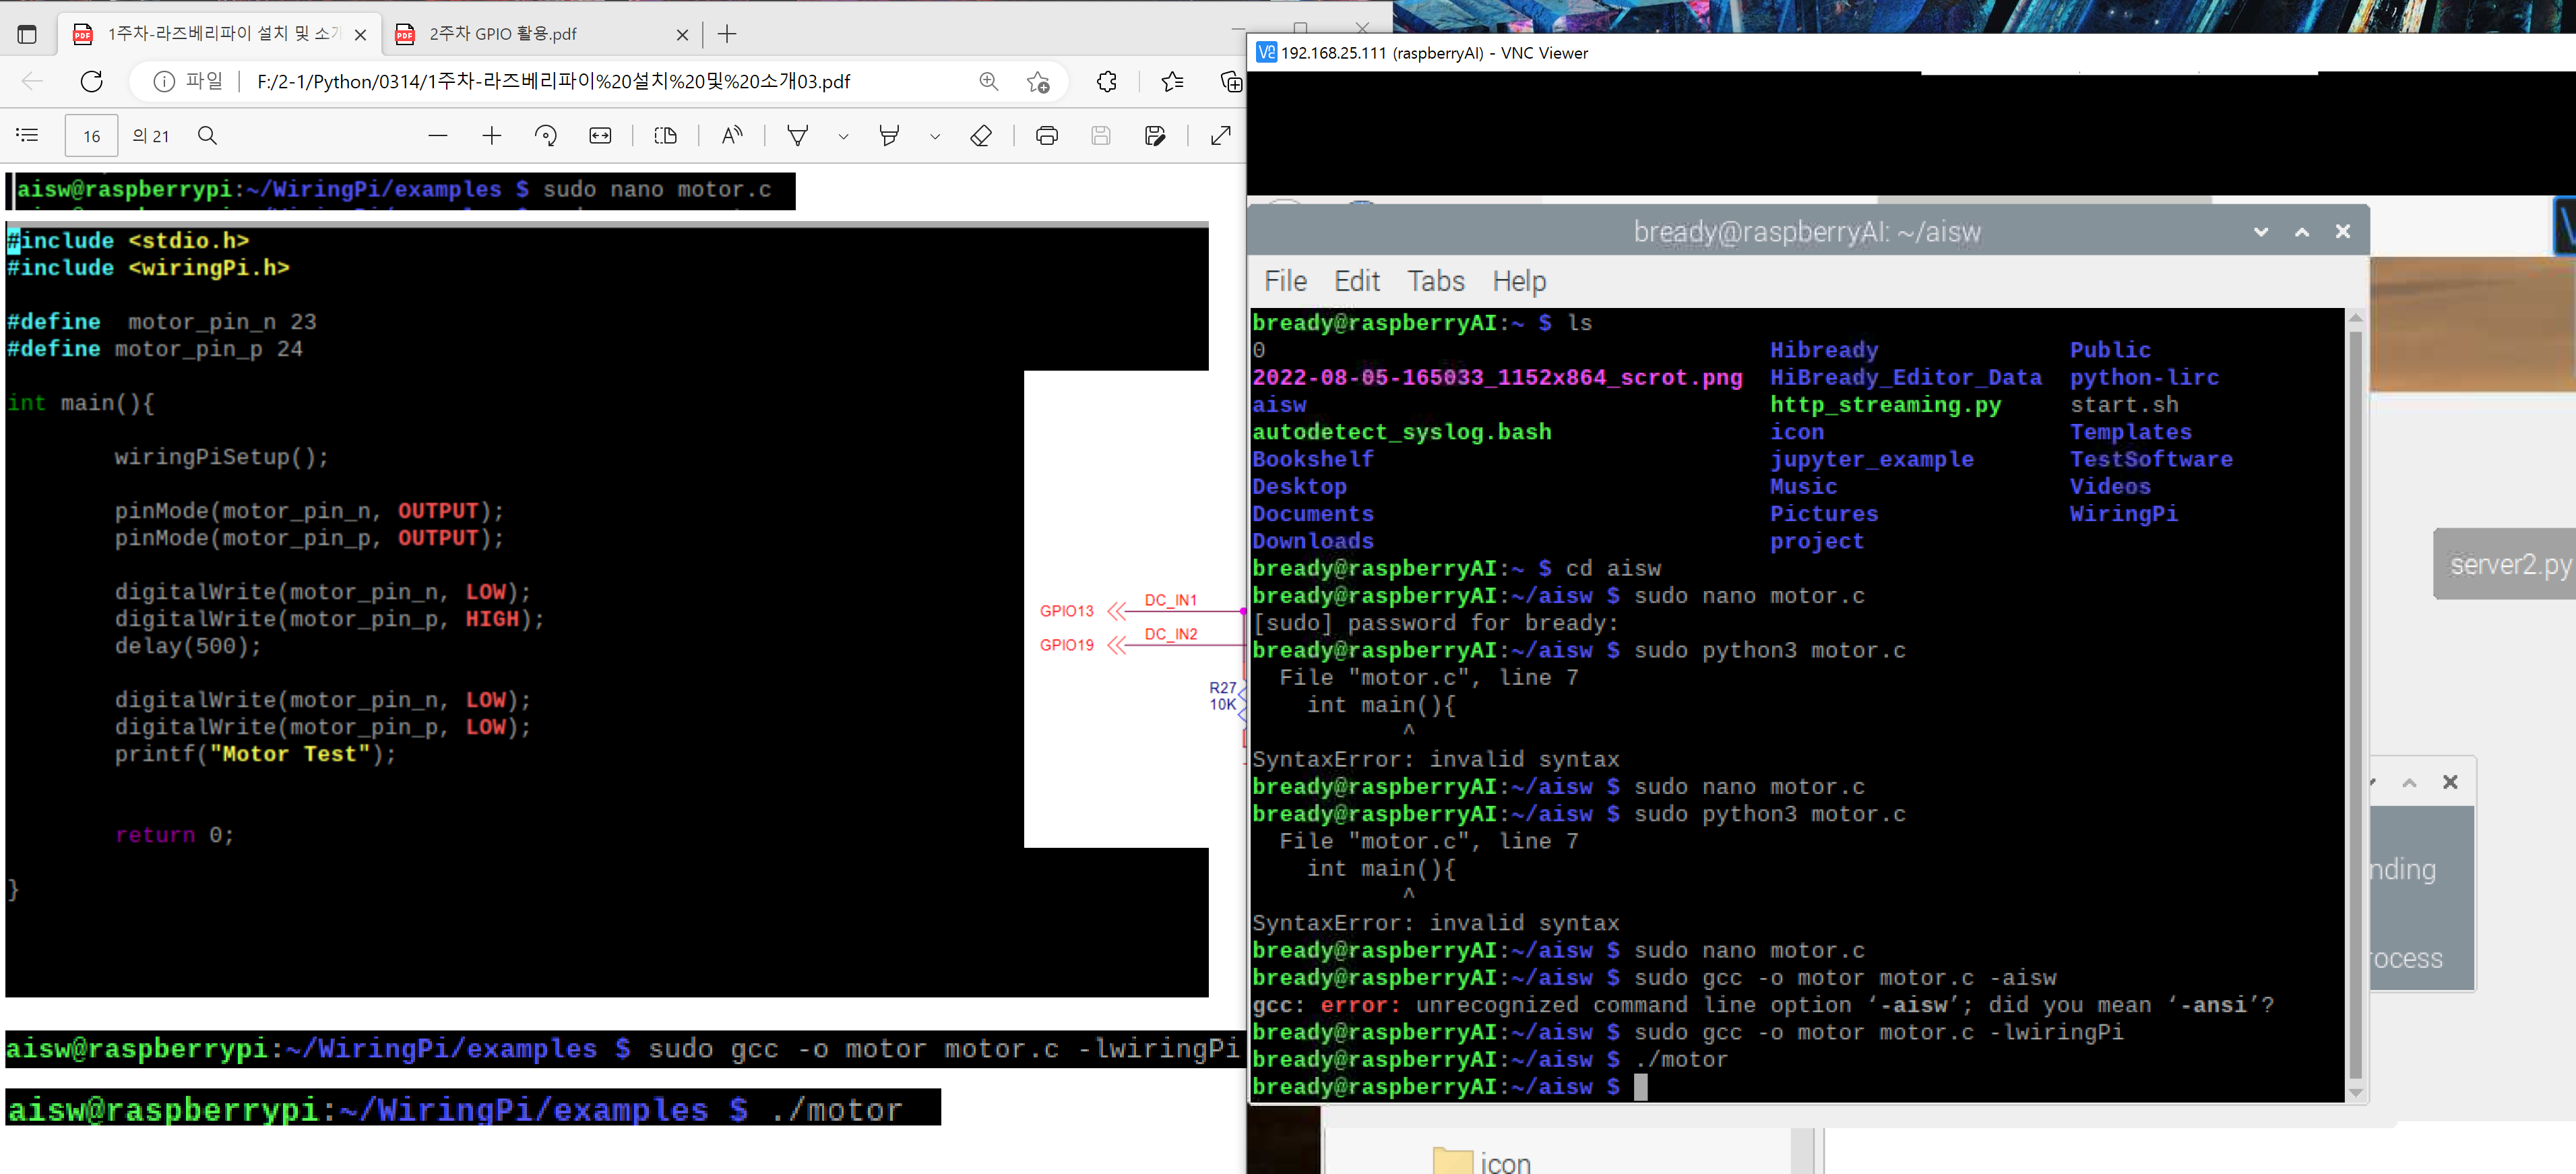 1주차-라즈베리파이 설치 및 소개
2주차 GPIO 활용.pdf
파일
F:/2-1/Python/0314/1주차-라즈베리파이%20설치%20및%20소개03.pdf
16
의 21
aisw@raspberrypi:~/WiringPi/examples $ sudo nano motor.c
#include <stdio.h>
#include <wiringPi.h>
#define  motor_pin_n 23
#define motor_pin_p 24
int main(){
wiringPiSetup();
pinMode(motor_pin_n, OUTPUT);
pinMode(motor_pin_p, OUTPUT);
digitalWrite(motor_pin_n, LOW);
digitalWrite(motor_pin_p, HIGH);
delay(500);
digitalWrite(motor_pin_n, LOW);
digitalWrite(motor_pin_p, LOW);
printf("Motor Test");
return 0;
}
GPIO13
DC_IN1
GPIO19
DC_IN2
R27
10K
aisw@raspberrypi:~/WiringPi/examples $ sudo gcc -o motor motor.c -lwiringPi
aisw@raspberrypi:~/WiringPi/examples $ ./motor
192.168.25.111 (raspberryAI) - VNC Viewer
bready@raspberryAI: ~/aisw
File Edit Tabs Help
bready@raspberryAI:~ $ ls
0 Hibready Public
2022-08-05-165033_1152x864_scrot.png HiBready_Editor_Data python-lirc
aisw http_streaming.py start.sh
autodetect_syslog.bash icon Templates
Bookshelf jupyter_example TestSoftware
Desktop Music Videos
Documents Pictures WiringPi
Downloads project
bready@raspberryAI:~ $ cd aisw
bready@raspberryAI:~/aisw $ sudo nano motor.c
[sudo] password for bready:
bready@raspberryAI:~/aisw $ sudo python3 motor.c
File "motor.c", line 7
int main(){
^
SyntaxError: invalid syntax
bready@raspberryAI:~/aisw $ sudo nano motor.c
bready@raspberryAI:~/aisw $ sudo python3 motor.c
File "motor.c", line 7
int main(){
^
SyntaxError: invalid syntax
bready@raspberryAI:~/aisw $ sudo nano motor.c
bready@raspberryAI:~/aisw $ sudo gcc -o motor motor.c -aisw
gcc: error: unrecognized command line option ‘-aisw’; did you mean ‘-ansi’?
bready@raspberryAI:~/aisw $ sudo gcc -o motor motor.c -lwiringPi
bready@raspberryAI:~/aisw $ ./motor
bready@raspberryAI:~/aisw $
server2.py
nding
rocess
icon